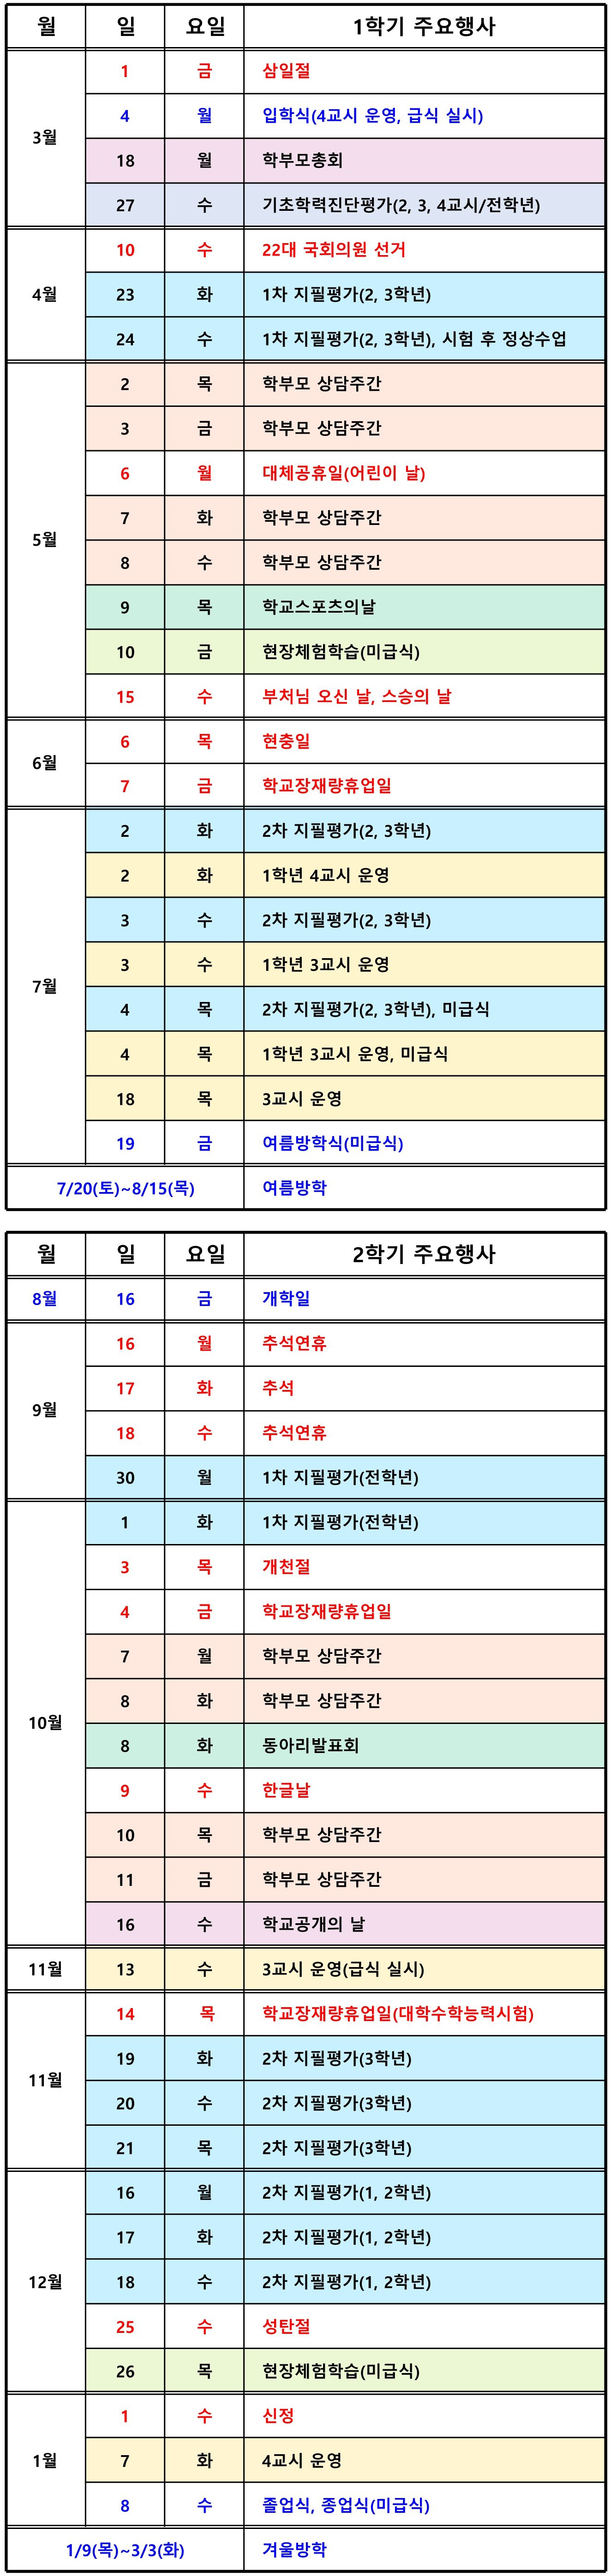 월 일 요일 1학기 주요행사
3월
1 금 삼일절
4 월 입학식(4교시 운영, 급식 실시)
18 월 학부모총회
27 수 기초학력진단평가(2, 3, 4교시/전학년)
4월
10 수 22대 국회의원 선거
23 화 1차 지필평가(2, 3학년)
24 수 1차 지필평가(2, 3학년), 시험 후 정상수업
5월
2 목 학부모 상담주간
3 금 학부모 상담주간
6 월 대체공휴일(어린이 날)
7 화 학부모 상담주간
8 수 학부모 상담주간
9 목 학교스포츠의날
10 금 현장체험학습(미급식)
15 수 부처님 오신 날, 스승의 날
6월
6 목 현충일
7 금 학교장재량휴업일
7월
2 화 2차 지필평가(2, 3학년)
2 화 1학년 4교시 운영
3 수 2차 지필평가(2, 3학년)
3 수 1학년 3교시 운영
4 목 2차 지필평가(2, 3학년), 미급식
4 목 1학년 3교시 운영, 미급식
18 목 3교시 운영
19 금 여름방학식(미급식)
7/20(토)~8/15(목) 여름방학
월 일 요일 2학기 주요행사
8월 16 금 개학일
9월
16 월 추석연휴
17 화 추석
18 수 추석연휴
30 월 1차 지필평가(전학년)
10월
1 화 1차 지필평가(전학년)
3 목 개천절
4 금 학교장재량휴업일
7 월 학부모 상담주간
8 화 학부모 상담주간
8 화 동아리발표회
9 수 한글날
10 목 학부모 상담주간
11 금 학부모 상담주간
16 수 학교공개의 날
11월 13 수 3교시 운영(급식 실시)
11월
14 목 학교장재량휴업일(대학수학능력시험)
19 화 2차 지필평가(3학년)
20 수 2차 지필평가(3학년)
21 목 2차 지필평가(3학년)
12월
16 월 2차 지필평가(1, 2학년)
17 화 2차 지필평가(1, 2학년)
18 수 2차 지필평가(1, 2학년)
25 수 성탄절
26 목 현장체험학습(미급식)
1월
1 수 신정
7 화 4교시 운영
8 수 졸업식, 종업식(미급식)
1/9(목)~3/3(화) 겨울방학